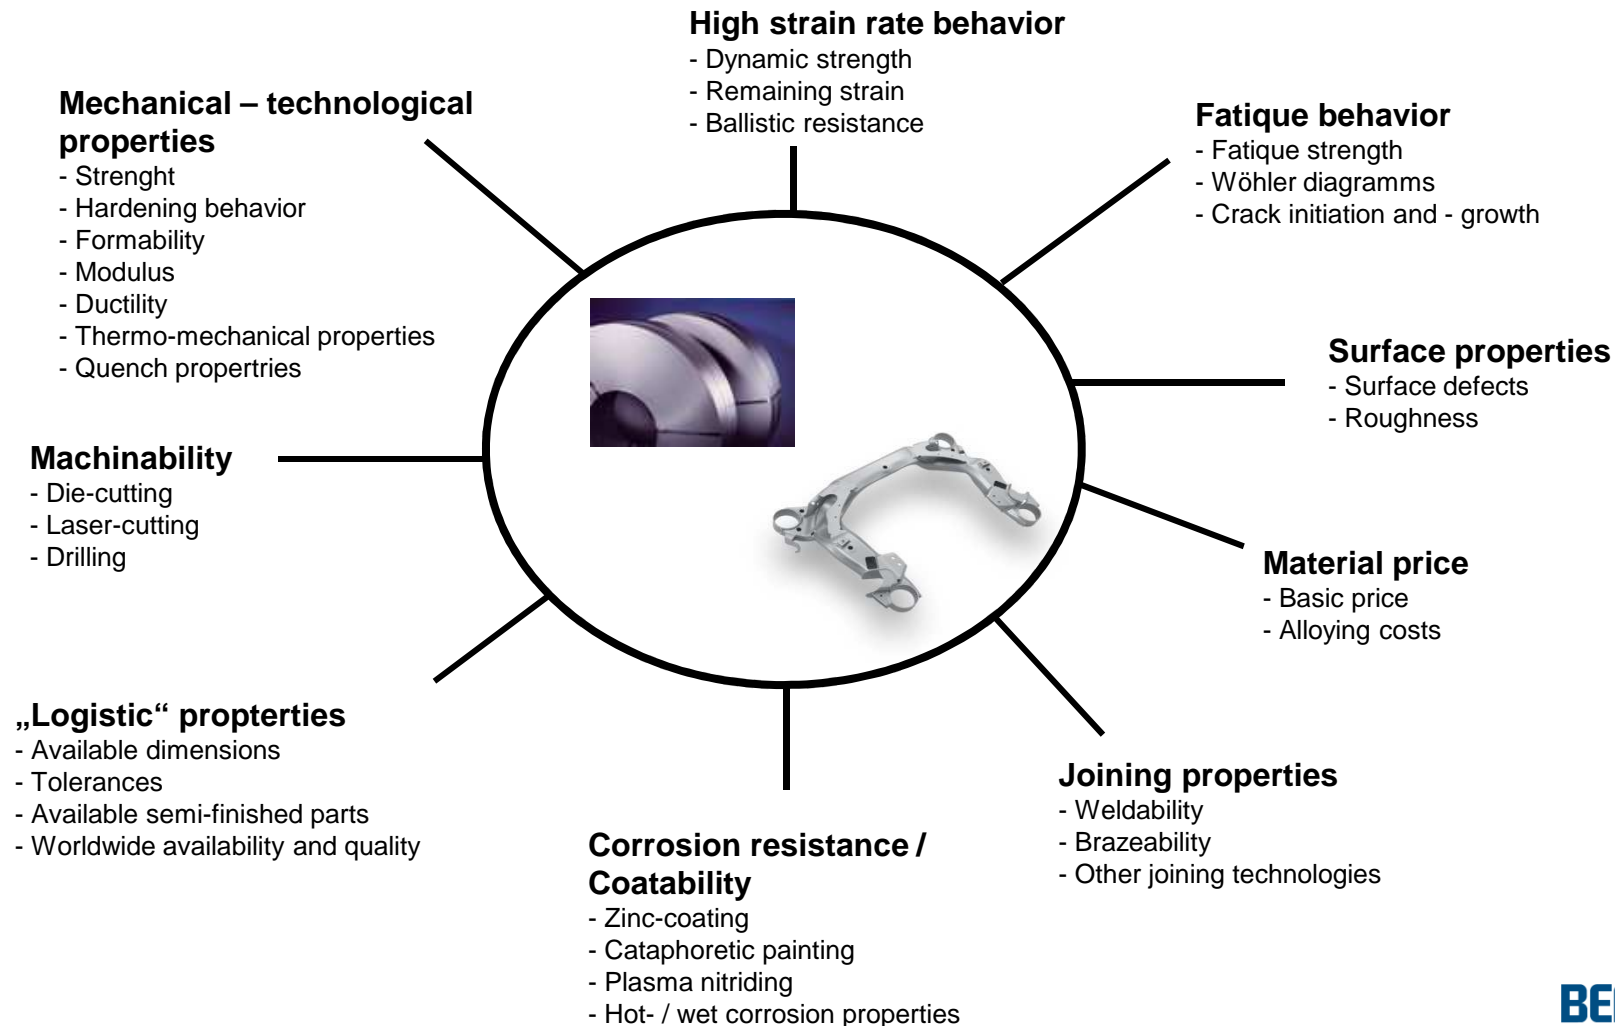 High strain rate behavior
- Dynamic strength
- Remaining strain
- Ballistic resistance
Mechanical – technological
properties
- Strenght
- Hardening behavior
- Formability
- Modulus
- Ductility
- Thermo-mechanical properties
- Quench propertries
Fatique behavior
- Fatique strength
- Wöhler diagramms
- Crack initiation and - growth
Surface properties
- Surface defects
- Roughness
Machinability
- Die-cutting
- Laser-cutting
- Drilling
Material price
- Basic price
- Alloying costs
„Logistic“ propterties
- Available dimensions
- Tolerances
- Available semi-finished parts
- Worldwide availability and quality
Joining properties
- Weldability
- Brazeability
- Other joining technologies
Corrosion resistance /
Coatability
- Zinc-coating
- Cataphoretic painting
- Plasma nitriding
- Hot- / wet corrosion properties